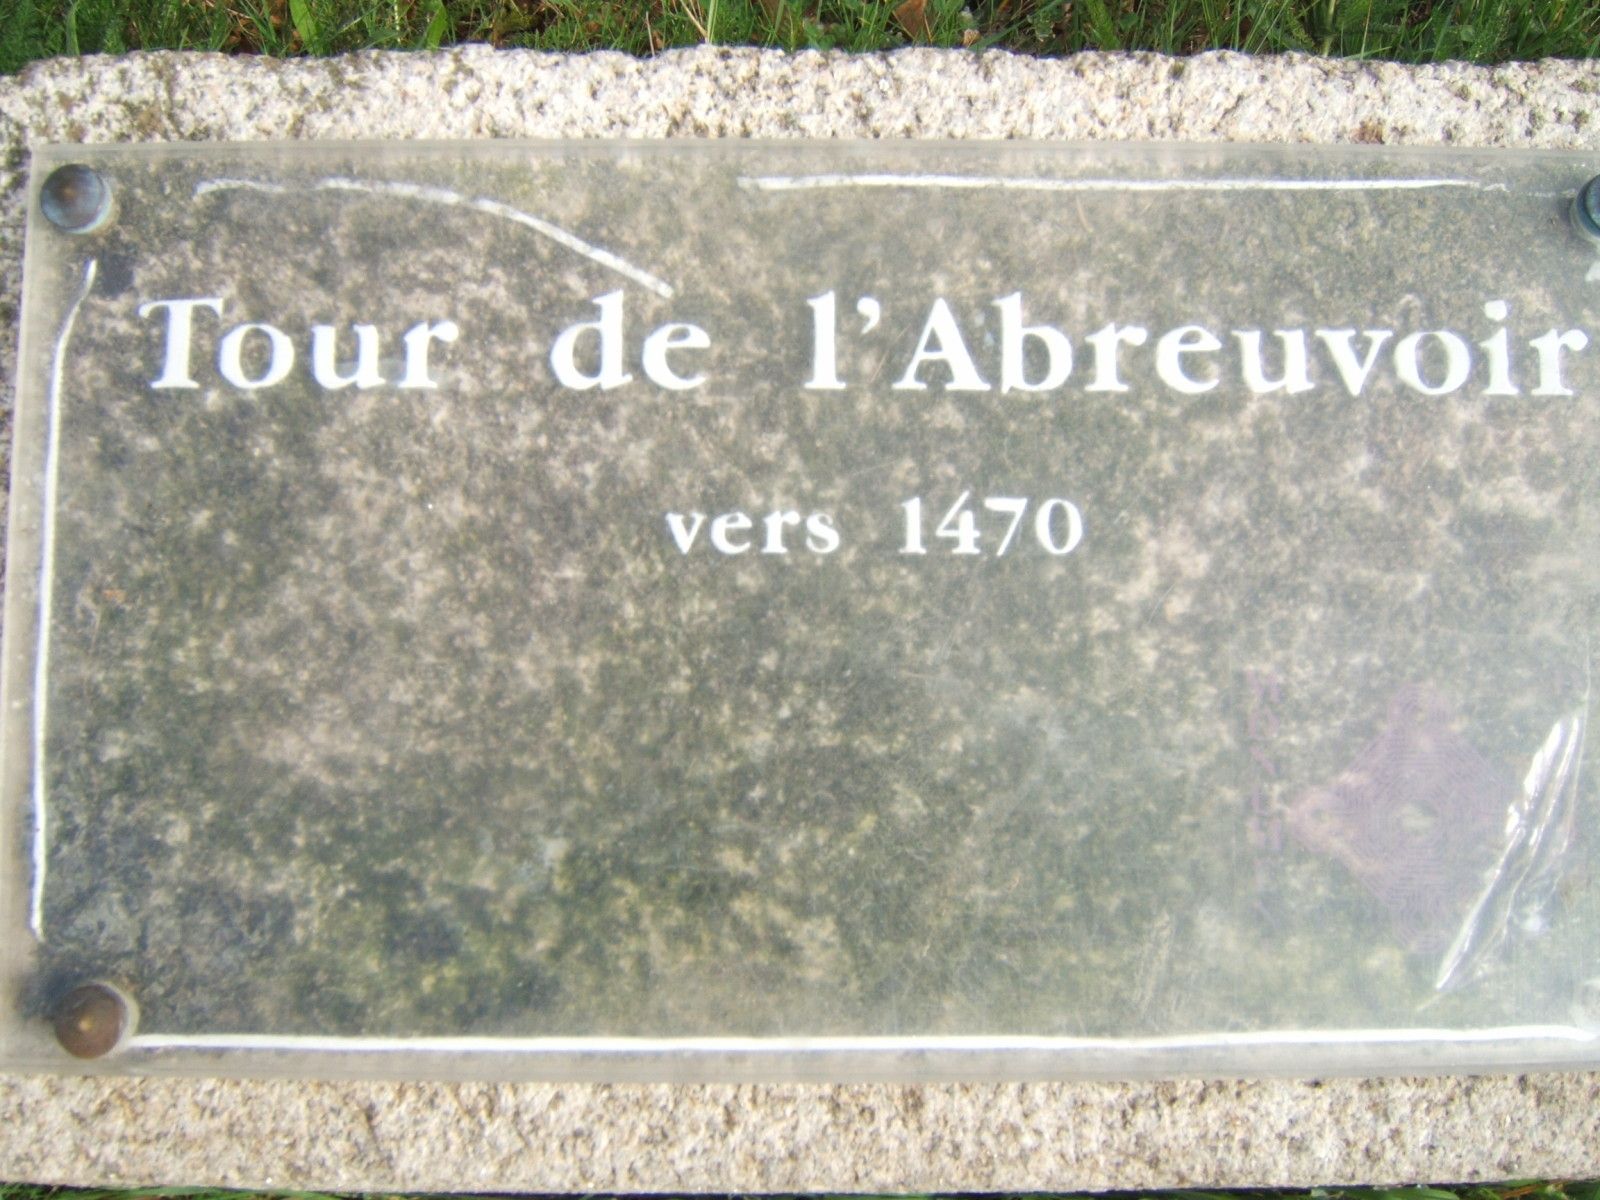 Tour de l'Abreuvoir
vers 1470